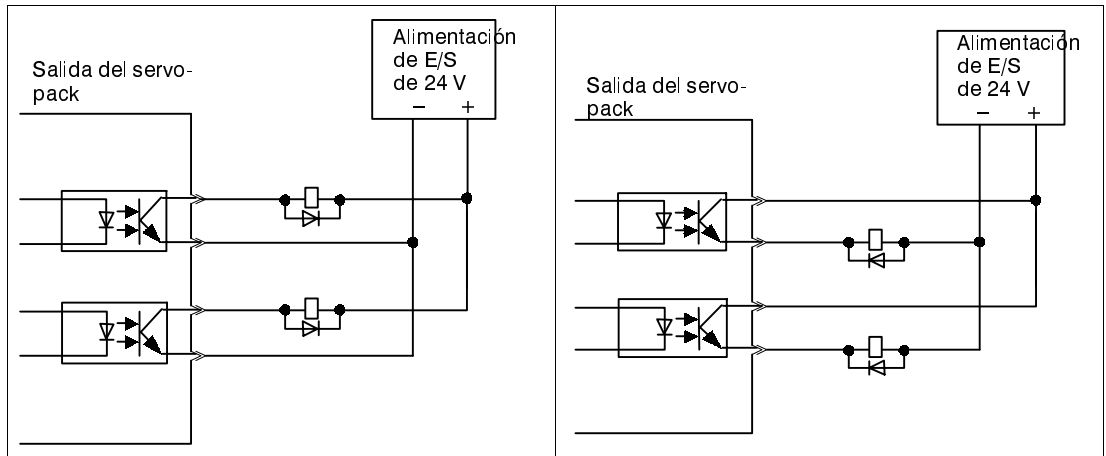 Alimentación
de E/S
de 24 V
− +
Salida del servo-
pack
Alimentación
de E/S
de 24 V
− +
Salida del servo-
pack